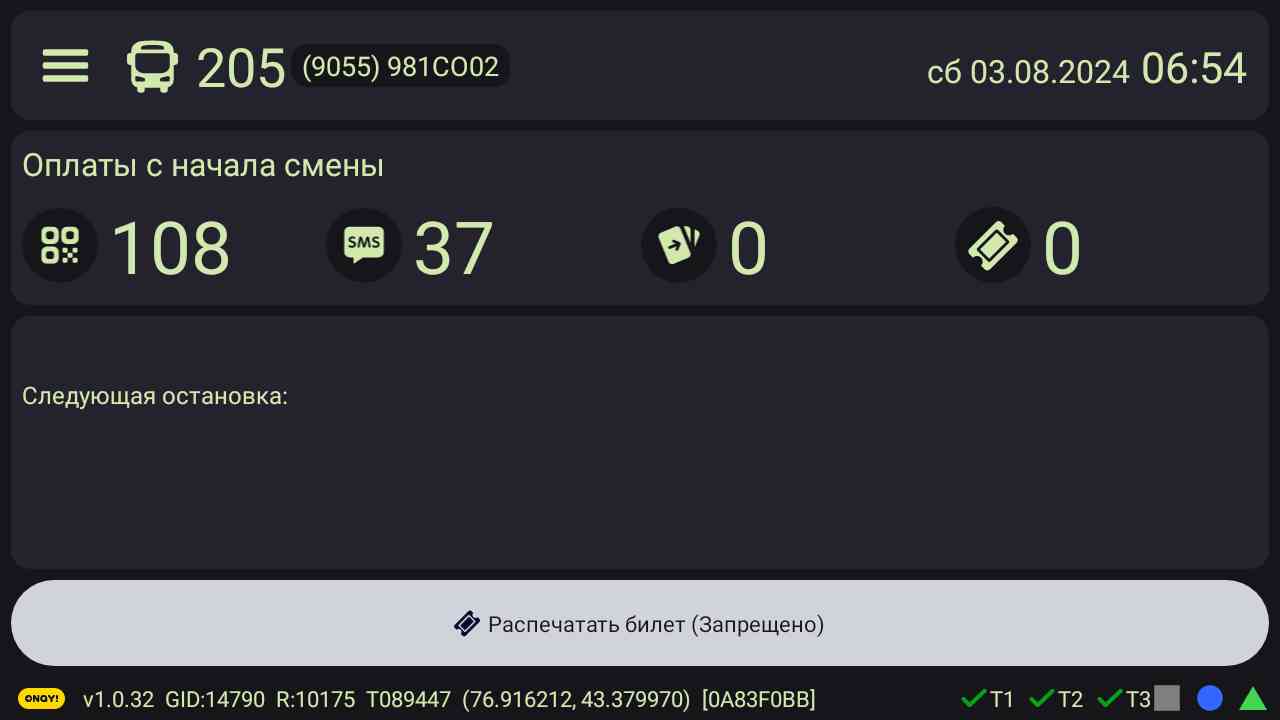 205 (9055) 981CO02 сб 03.08.2024 06:54
Оплаты с начала смены
108 SMS 37 0 0
Следующая остановка:
Распечатать билет (Запрещено)
ONAY! v1.0.32 GID:14790 R:10175 T089447 (76.916212, 43.379970) [0A83F0BB] T1 T2 T3